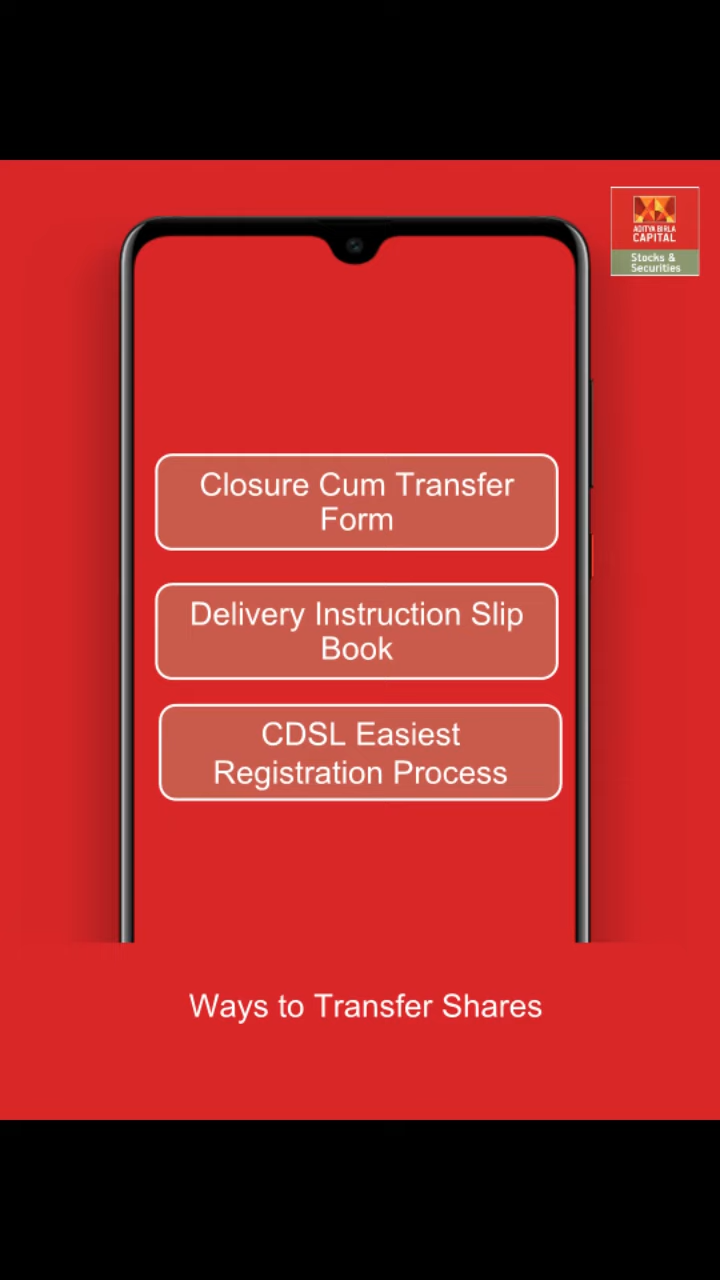 ADITYA BIRLA
CAPITAL
Stocks &
Securities
Closure Cum Transfer
Form
Delivery Instruction Slip
Book
CDSL Easiest
Registration Process
Ways to Transfer Shares